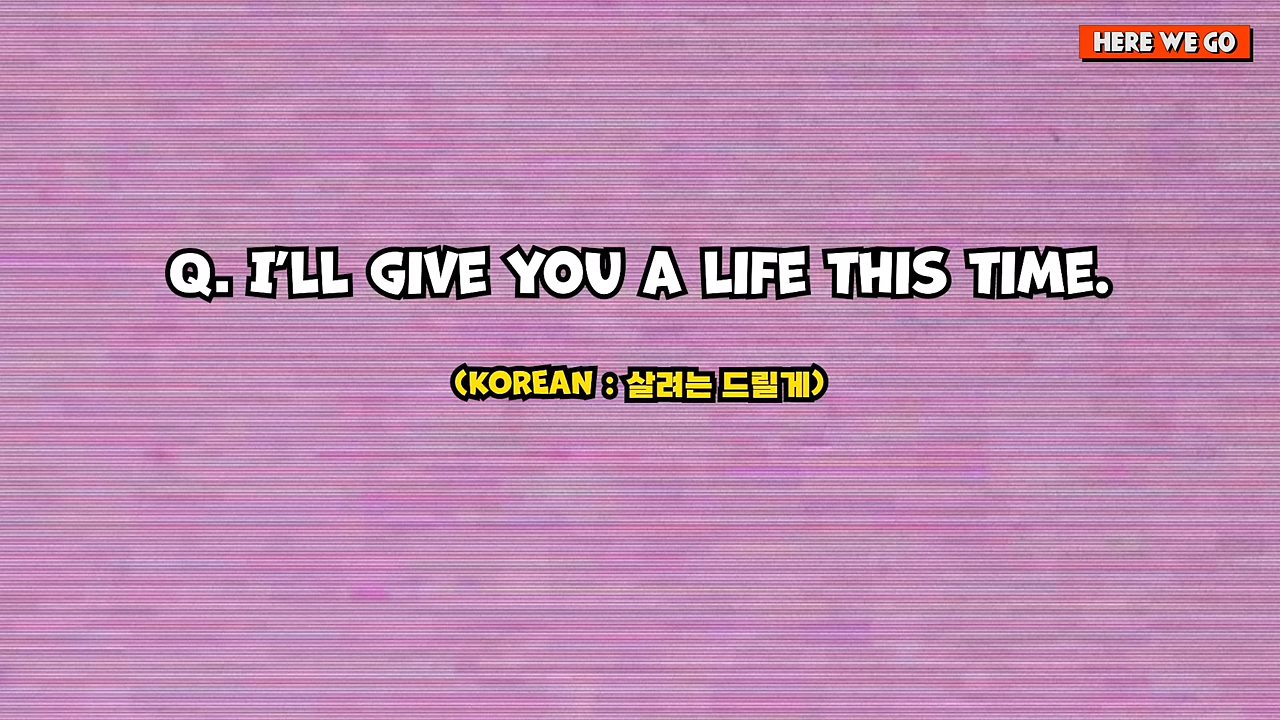 HERE WE GO
Q. I'LL GIVE YOU A LIFE THIS TIME.
(KOREAN : 살려는 드릴게)